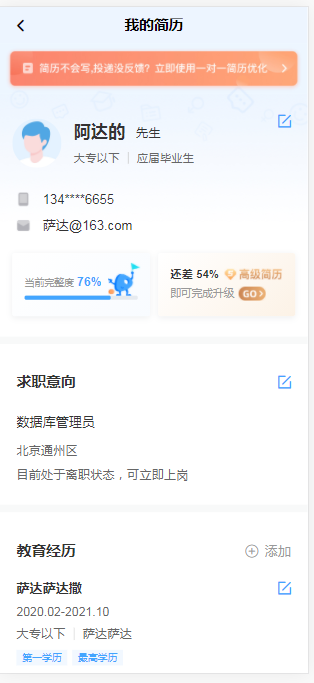 我的简历
简历不会写,投递没反馈？立即使用一对一简历优化
阿达的 先生
大专以下 | 应届毕业生
134****6655
萨达@163.com
当前完整度 76%
还差 54% 高级简历
即可完成升级 GO
求职意向
数据库管理员
北京通州区
目前处于离职状态，可立即上岗
教育经历 添加
萨达萨达撒
2020.02-2021.10
大专以下 | 萨达萨达
第一学历 最高学历